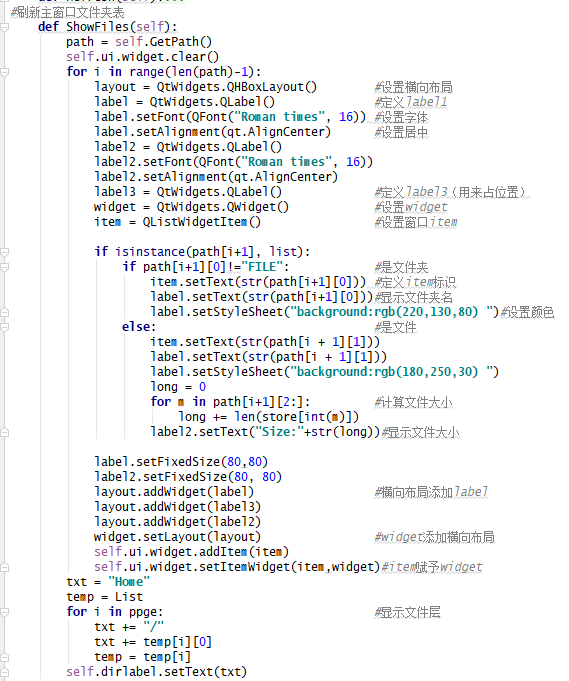 #刷新主窗口文件夹表
    def ShowFiles(self):
        path = self.GetPath()
        self.ui.widget.clear()
        for i in range(len(path)-1):
            layout = QtWidgets.QHBoxLayout()        #设置横向布局
            label = QtWidgets.QLabel()              #定义label1
            label.setFont(QFont("Roman times", 16)) #设置字体
            label.setAlignment(qt.AlignCenter)      #设置居中
            label2 = QtWidgets.QLabel()
            label2.setFont(QFont("Roman times", 16))
            label2.setAlignment(qt.AlignCenter)
            label3 = QtWidgets.QLabel()             #定义label3（用来占位置）
            widget = QtWidgets.QWidget()            #设置widget
            item = QListWidgetItem()                #设置窗口item
            if isinstance(path[i+1], list):
                if path[i+1][0]!="FILE":            #是文件夹
                    item.setText(str(path[i+1][0])) #定义item标识
                    label.setText(str(path[i+1][0]))#显示文件夹名
                    label.setStyleSheet("background:rgb(220,130,80) ")#设置颜色
                else:                               #是文件
                    item.setText(str(path[i + 1][1]))
                    label.setText(str(path[i + 1][1]))
                    label.setStyleSheet("background:rgb(180,250,30) ")
                    long = 0
                    for m in path[i+1][2:]:         #计算文件大小
                        long += len(store[int(m)])
                    label2.setText("Size:"+str(long))#显示文件大小
            label.setFixedSize(80,80)
            label2.setFixedSize(80, 80)
            layout.addWidget(label)                 #横向布局添加label
            layout.addWidget(label3)
            layout.addWidget(label2)
            widget.setLayout(layout)                #widget添加横向布局
            self.ui.widget.addItem(item)
            self.ui.widget.setItemWidget(item,widget)#item赋予widget
        txt = "Home"
        temp = List
        for i in ppge:                              #显示文件层
            txt += "/"
            txt += temp[i][0]
            temp = temp[i]
        self.dirlabel.setText(txt)